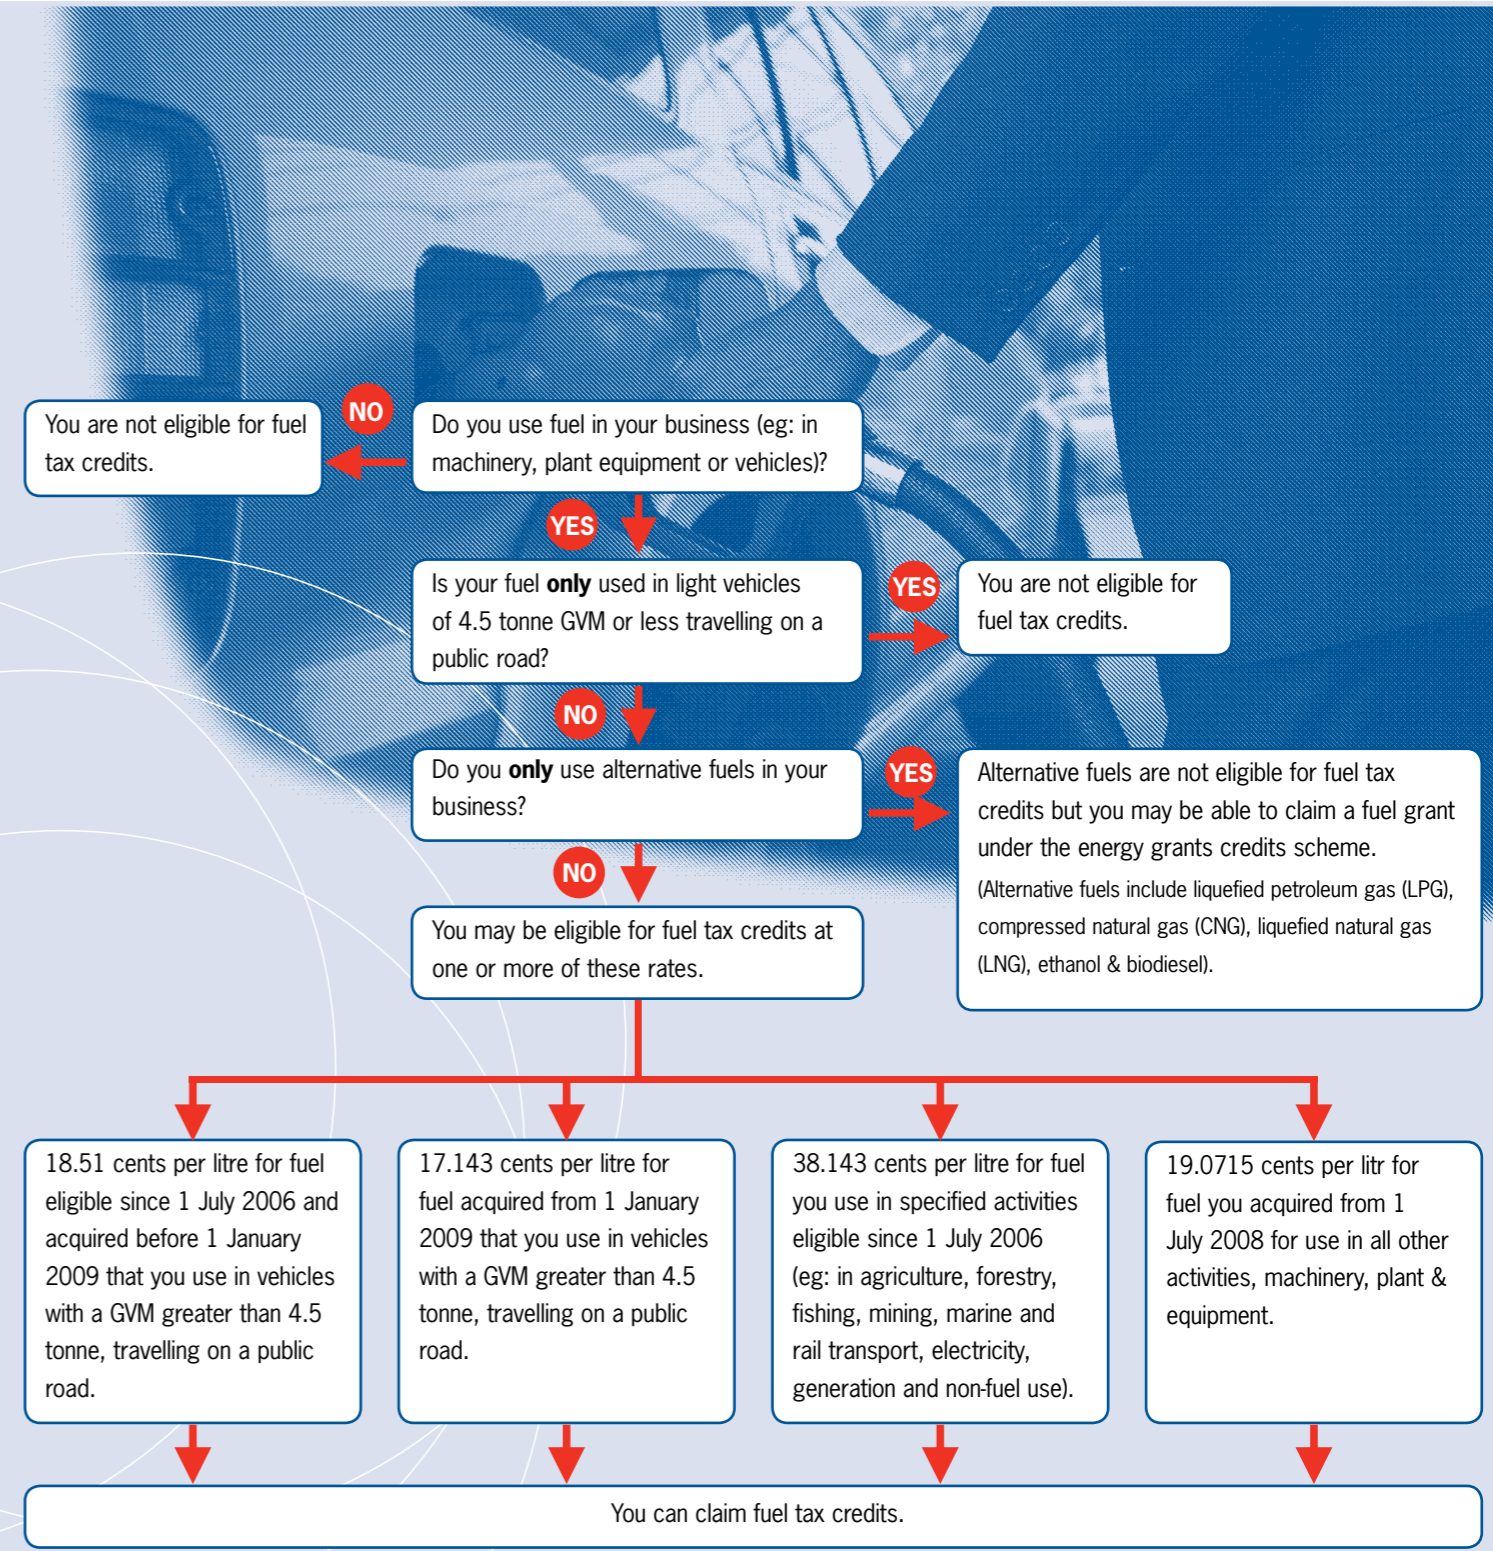 You are not eligible for fuel
tax credits.
NO
Do you use fuel in your business (eg: in
machinery, plant equipment or vehicles)?
YES
Is your fuel only used in light vehicles
of 4.5 tonne GVM or less travelling on a
public road?
YES
You are not eligible for
fuel tax credits.
NO
Do you only use alternative fuels in your
business?
YES
Alternative fuels are not eligible for fuel tax
credits but you may be able to claim a fuel grant
under the energy grants credits scheme.
(Alternative fuels include liquefied petroleum gas (LPG),
compressed natural gas (CNG), liquefied natural gas
(LNG), ethanol & biodiesel).
NO
You may be eligible for fuel tax credits at
one or more of these rates.
18.51 cents per litre for fuel
eligible since 1 July 2006 and
acquired before 1 January
2009 that you use in vehicles
with a GVM greater than 4.5
tonne, travelling on a public
road.
17.143 cents per litre for
fuel acquired from 1 January
2009 that you use in vehicles
with a GVM greater than 4.5
tonne, travelling on a public
road.
38.143 cents per litre for fuel
you use in specified activities
eligible since 1 July 2006
(eg: in agriculture, forestry,
fishing, mining, marine and
rail transport, electricity,
generation and non-fuel use).
19.0715 cents per litr for
fuel you acquired from 1
July 2008 for use in all other
activities, machinery, plant &
equipment.
You can claim fuel tax credits.